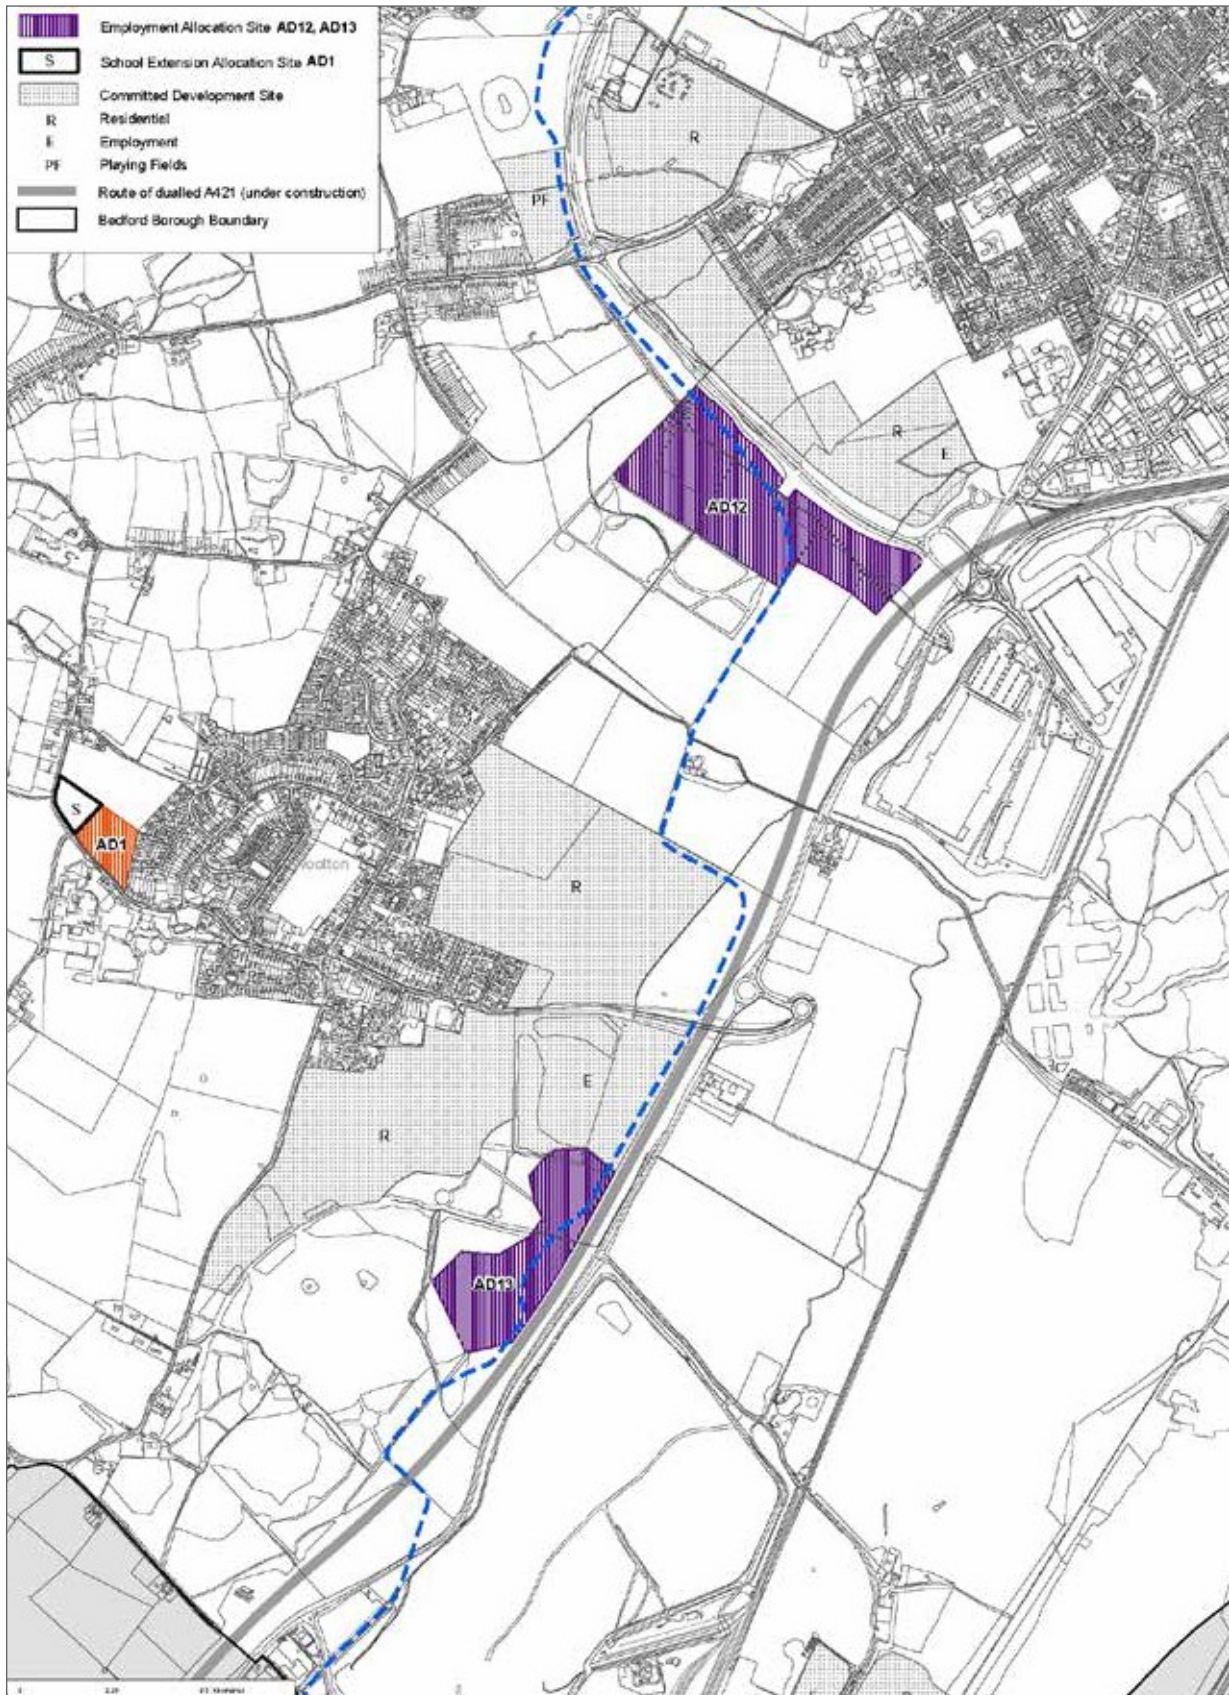 Employment Allocation Site AD12, AD13
S
School Extension Allocation Site AD1
Committed Development Site
R Residential
E Employment
PF Playing Fields
Route of dualled A421 (under construction)
Bedford Borough Boundary
R
PF
R
E
AD12
S
AD1
R
E
R
AD13